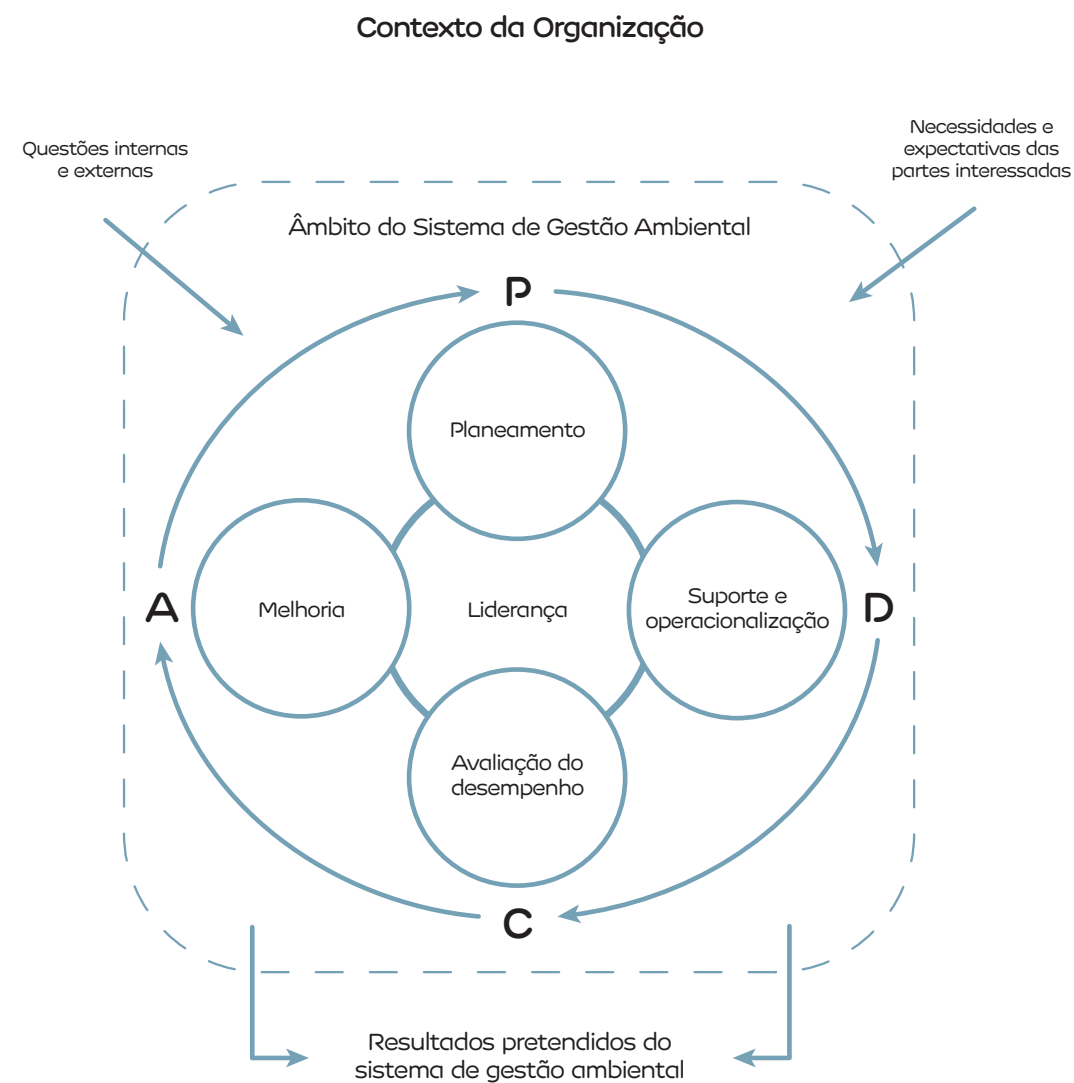 Contexto da Organização
Questões internas
e externas
Necessidades e
expectativas das
partes interessadas
Âmbito do Sistema de Gestão Ambiental
P
Planeamento
A
Melhoria
Liderança
Suporte e
operacionalização
D
Avaliação do
desempenho
C
Resultados pretendidos do
sistema de gestão ambiental